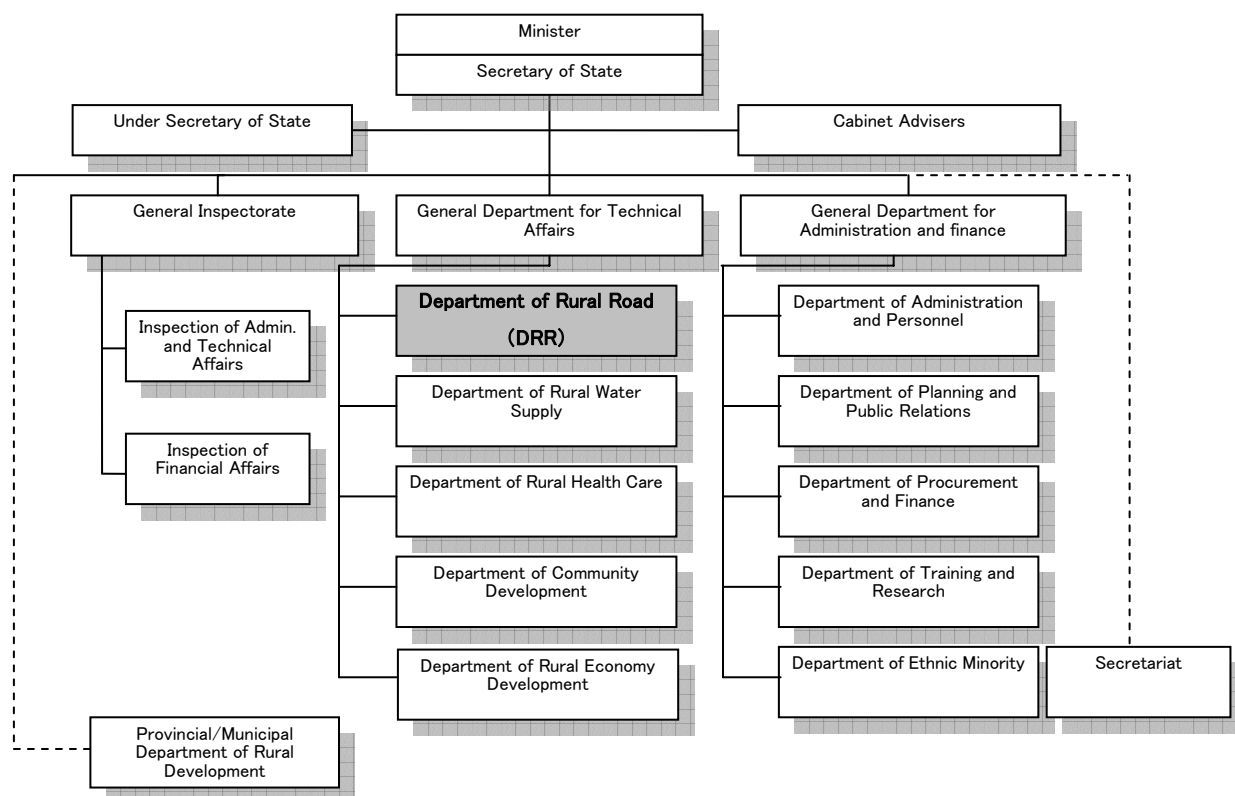 Minister
Secretary of State
Under Secretary of State
Cabinet Advisers
General Inspectorate
General Department for Technical
Affairs
General Department for
Administration and finance
Inspection of Admin.
and Technical
Affairs
Inspection of
Financial Affairs
Department of Rural Road
(DRR)
Department of Rural Water
Supply
Department of Rural Health Care
Department of Community
Development
Department of Rural Economy
Development
Department of Administration
and Personnel
Department of Planning and
Public Relations
Department of Procurement
and Finance
Department of Training and
Research
Department of Ethnic Minority
Secretariat
Provincial/Municipal
Department of Rural
Development